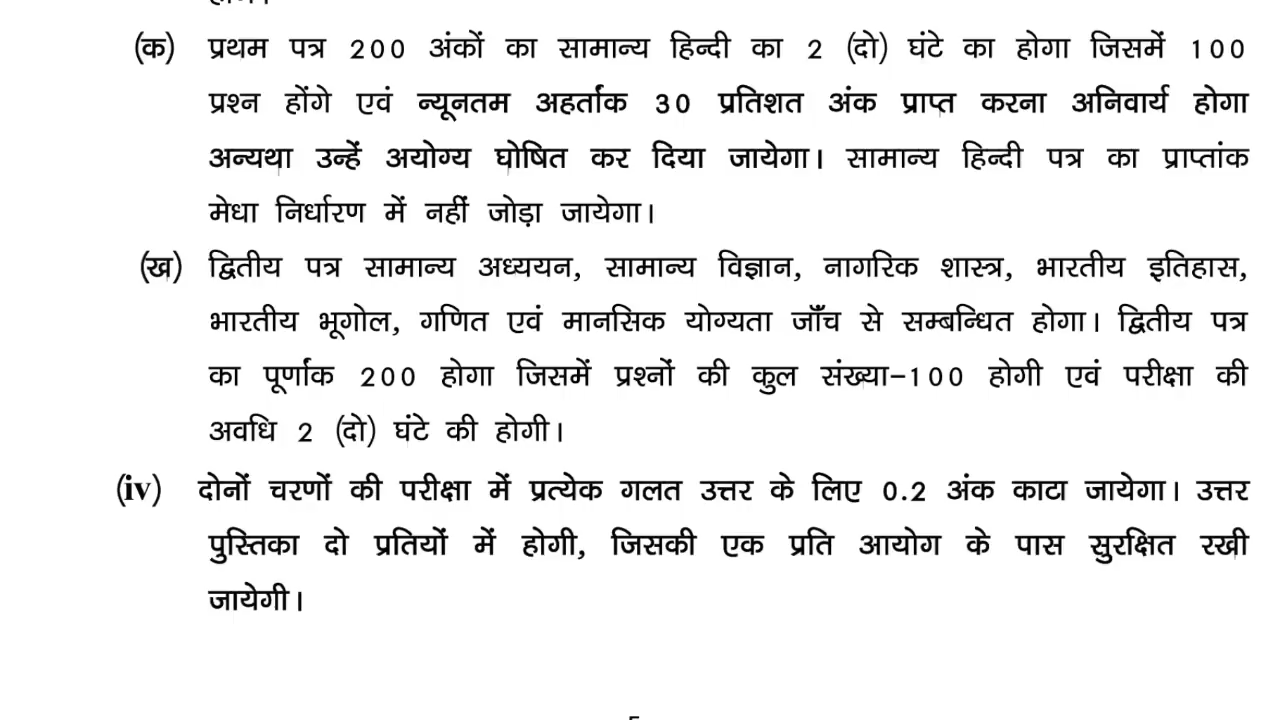 (क) प्रथम पत्र 200 अंकों का सामान्य हिन्दी का 2 (दो) घंटे का होगा जिसमें 100
प्रश्न होंगे एवं न्यूनतम अहर्तांक 30 प्रतिशत अंक प्राप्त करना अनिवार्य होगा
अन्यथा उन्हें अयोग्य घोषित कर दिया जायेगा। सामान्य हिन्दी पत्र का प्राप्तांक
मेधा निर्धारण में नहीं जोड़ा जायेगा।
(ख) द्वितीय पत्र सामान्य अध्ययन, सामान्य विज्ञान, नागरिक शास्त्र, भारतीय इतिहास,
भारतीय भूगोल, गणित एवं मानसिक योग्यता जाँच से सम्बन्धित होगा। द्वितीय पत्र
का पूर्णांक 200 होगा जिसमें प्रश्नों की कुल संख्या-100 होगी एवं परीक्षा की
अवधि 2 (दो) घंटे की होगी।
(iv) दोनों चरणों की परीक्षा में प्रत्येक गलत उत्तर के लिए 0.2 अंक काटा जायेगा। उत्तर
पुस्तिका दो प्रतियों में होगी, जिसकी एक प्रति आयोग के पास सुरक्षित रखी
जायेगी।